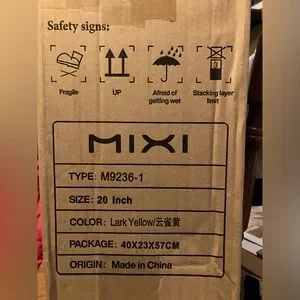 Safety signs:
Fragile
UP
Afraid of
getting wet
Stacking layer
limit
MIXI
TYPE: M9236-1
SIZE: 20 Inch
COLOR: Lark Yellow/云雀黄
PACKAGE: 40X23X57CM
ORIGIN: Made in China